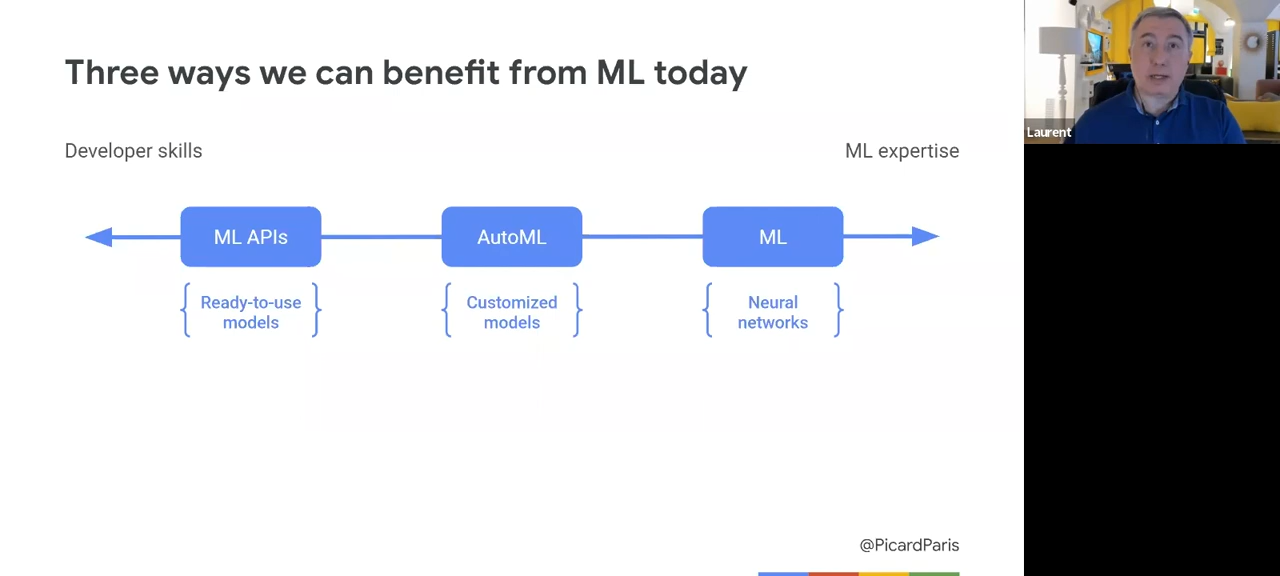 Three ways we can benefit from ML today
Developer skills
ML expertise
ML APIs
AutoML
ML
Ready-to-use
models
Customized
models
Neural
networks
@PicardParis
Laurent